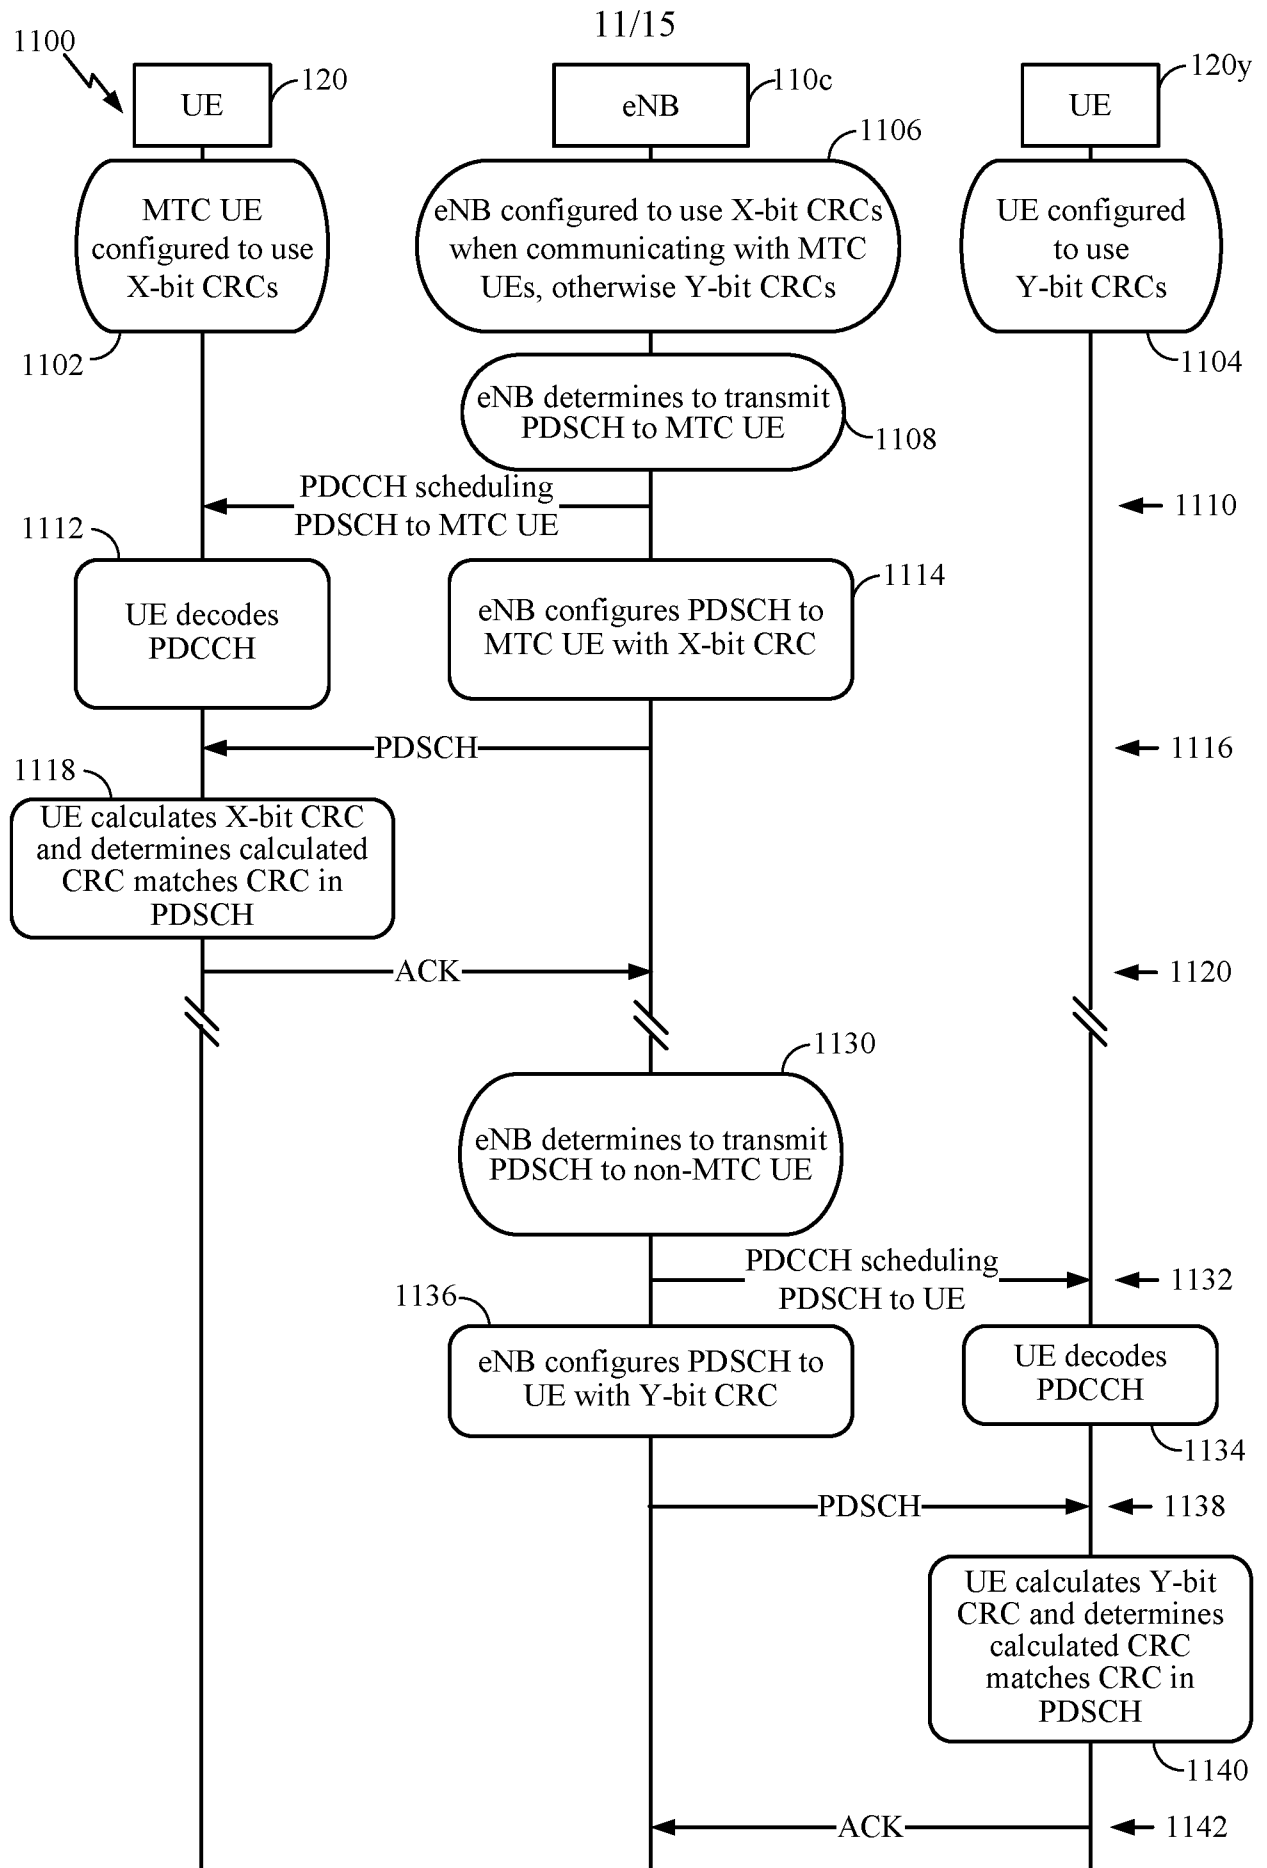 11/15
1100
UE
120
eNB
110c
UE
120y
1106
MTC UE
configured to use
X-bit CRCs
eNB configured to use X-bit CRCs
when communicating with MTC
UEs, otherwise Y-bit CRCs
UE configured
to use
Y-bit CRCs
1102
1104
eNB determines to transmit
PDSCH to MTC UE
1108
PDCCH scheduling
PDSCH to MTC UE
1110
1112
UE decodes
PDCCH
1114
eNB configures PDSCH to
MTC UE with X-bit CRC
PDSCH
1116
1118
UE calculates X-bit CRC
and determines calculated
CRC matches CRC in
PDSCH
ACK
1120
1130
eNB determines to transmit
PDSCH to non-MTC UE
PDCCH scheduling
PDSCH to UE
1132
1136
eNB configures PDSCH to
UE with Y-bit CRC
UE decodes
PDCCH
1134
PDSCH
1138
UE calculates Y-bit
CRC and determines
calculated CRC
matches CRC in
PDSCH
1140
ACK
1142